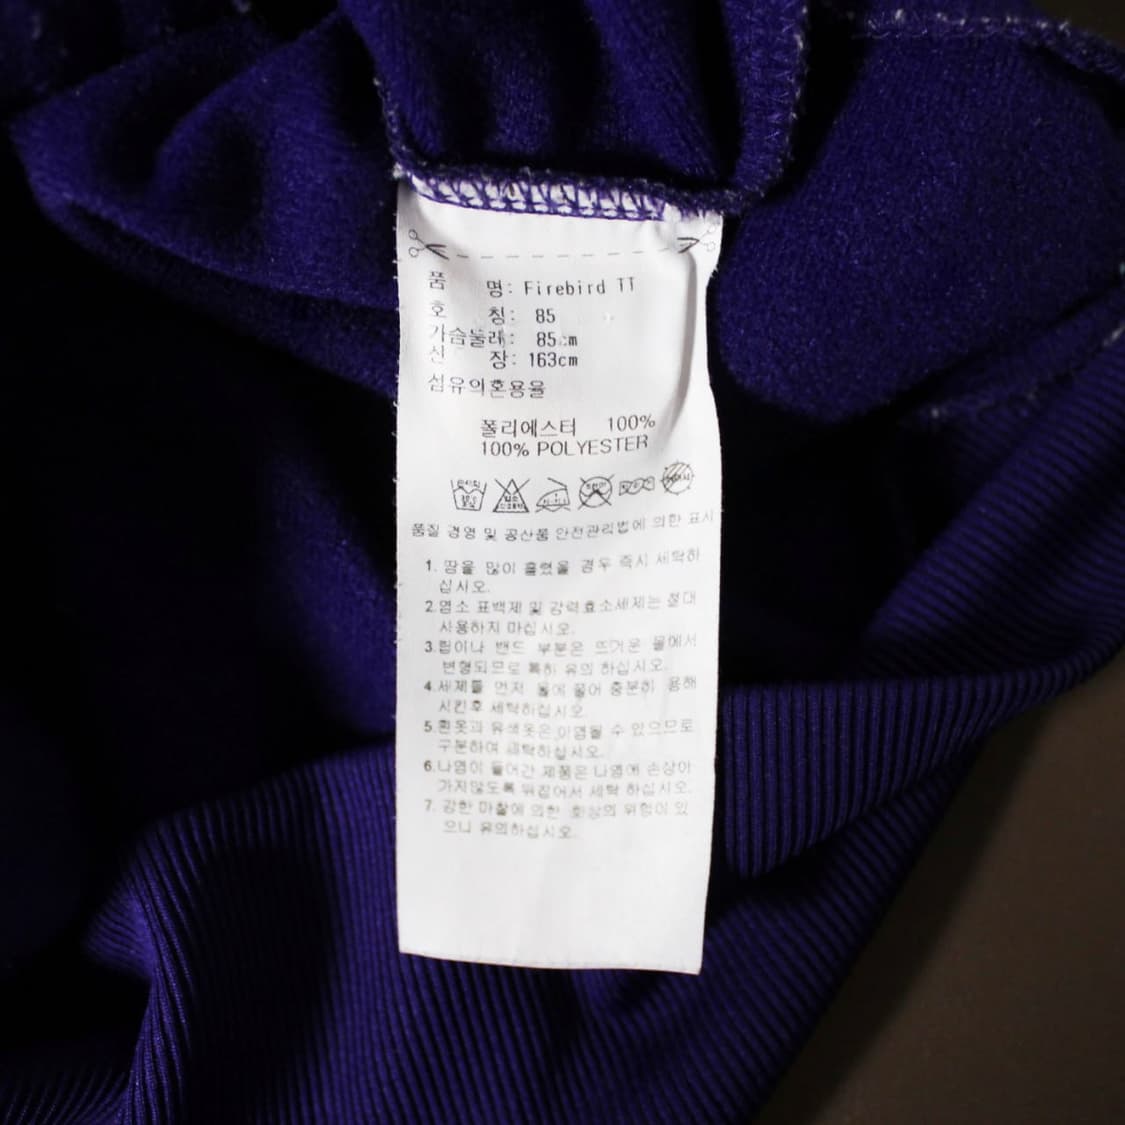 품 명: Firebird TT
호 칭: 85
가슴둘레: 85cm
신 장: 163cm
섬유의혼용율
폴리에스터 100%
100% POLYESTER
품질 경영 및 공산품 안전관리법에 의한 표시
1. 땀을 많이 흘렸을 경우 즉시 세탁하
십시오.
2.염소 표백제 및 강력효소세제는 절대
사용하지 마십시오.
3.립이나 밴드 부분은 뜨거운 물에서
변형되므로 특히 유의 하십시오.
4.세제를 먼저 물에 풀어 충분히 용해
시킨후 세탁하십시오.
5.흰옷과 유색옷은 이염될 수 있으므로
구분하여 세탁하십시오.
6.나염이 들어간 제품은 나염에 손상이
가지않도록 뒤집어서 세탁 하십시오.
7. 강한 마찰에 의한 화상의 위험이 있
으니 유의하십시오.